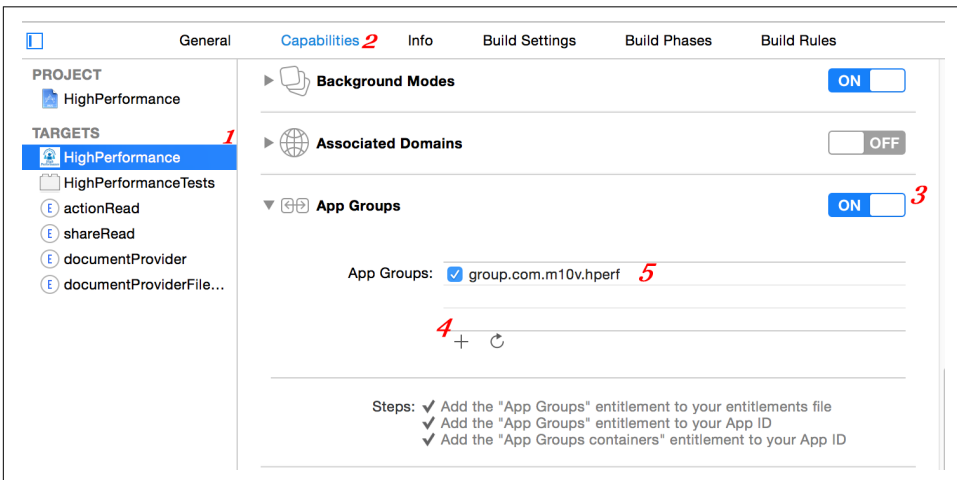 General Capabilities 2 Info Build Settings Build Phases Build Rules
PROJECT
HighPerformance
TARGETS 1
HighPerformance
HighPerformanceTests
E actionRead
E shareRead
E documentProvider
E documentProviderFile...
Background Modes ON
Associated Domains OFF
App Groups ON 3
App Groups: group.com.m10v.hperf 5
4 +
Steps: ✓ Add the "App Groups" entitlement to your entitlements file
✓ Add the "App Groups" entitlement to your App ID
✓ Add the "App Groups containers" entitlement to your App ID